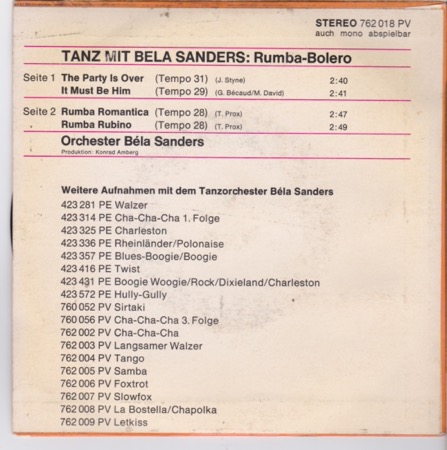 STEREO 762 018 PV
auch mono abspielbar
TANZ MIT BELA SANDERS: Rumba-Bolero
Seite 1 The Party Is Over (Tempo 31) (J. Styne) 2:40
It Must Be Him (Tempo 29) (G. Bécaud/M. David) 2:41
Seite 2 Rumba Romantica (Tempo 28) (T. Prox) 2:47
Rumba Rubino (Tempo 28) (T. Prox) 2:49
Orchester Béla Sanders
Produktion: Konrad Amberg
Weitere Aufnahmen mit dem Tanzorchester Béla Sanders
423 281 PE Walzer
423 314 PE Cha-Cha-Cha 1. Folge
423 325 PE Charleston
423 336 PE Rheinländer/Polonaise
423 357 PE Blues-Boogie/Boogie
423 416 PE Twist
423 431 PE Boogie Woogie/Rock/Dixieland/Charleston
423 572 PE Hully-Gully
760 052 PV Sirtaki
760 056 PV Cha-Cha-Cha 3. Folge
762 002 PV Cha-Cha-Cha
762 003 PV Langsamer Walzer
762 004 PV Tango
762 005 PV Samba
762 006 PV Foxtrot
762 007 PV Slowfox
762 008 PV La Bostella/Chapolka
762 009 PV Letkiss